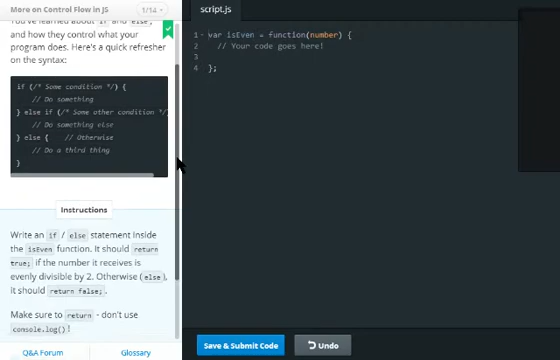 More on Control Flow in JS
1/14
You've learned about if and else,
and how they control what your
program does. Here's a quick refresher
on the syntax:
if (/* Some condition */) {
// Do something
} else if (/* Some other condition */)
// Do something else
} else { // Otherwise
// Do a third thing
}
Instructions
Write an if / else statement inside
the isEven function. It should return
true; if the number it receives is
evenly divisible by 2. Otherwise (else),
it should return false;.
Make sure to return - don't use
console.log()!
Q&A Forum
Glossary
script.js
1 var isEven = function(number) {
2 // Your code goes here!
3
4 };
Save & Submit Code
Undo